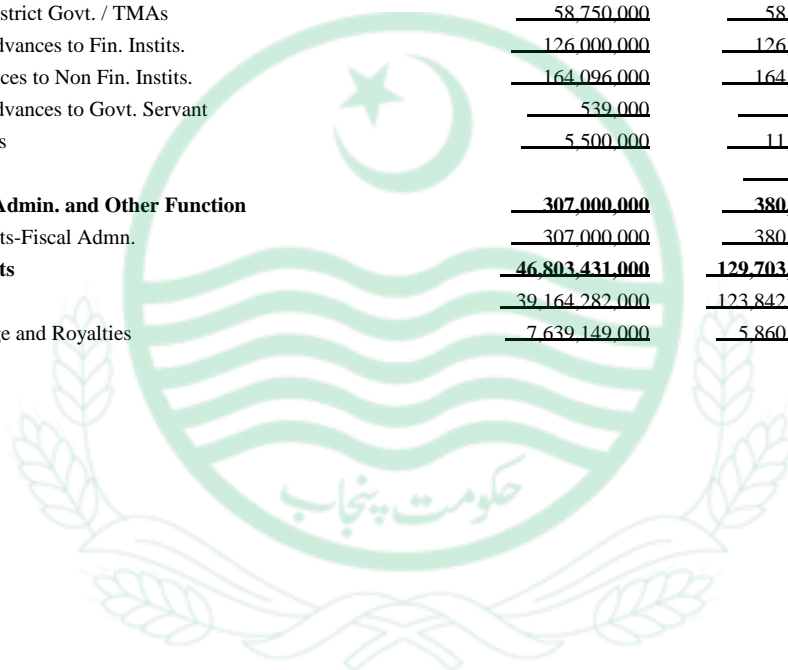 strict Govt. / TMAs 58,750,000 58,
dvances to Fin. Instits. 126,000,000 126,
ces to Non Fin. Instits. 164,096,000 164,
dvances to Govt. Servant 539,000
s 5,500,000 11,
Admin. and Other Function 307,000,000 380,
ts-Fiscal Admn. 307,000,000 380,
ts 46,803,431,000 129,703,
39,164,282,000 123,842,
ge and Royalties 7,639,149,000 5,860,
حکومت پنجاب